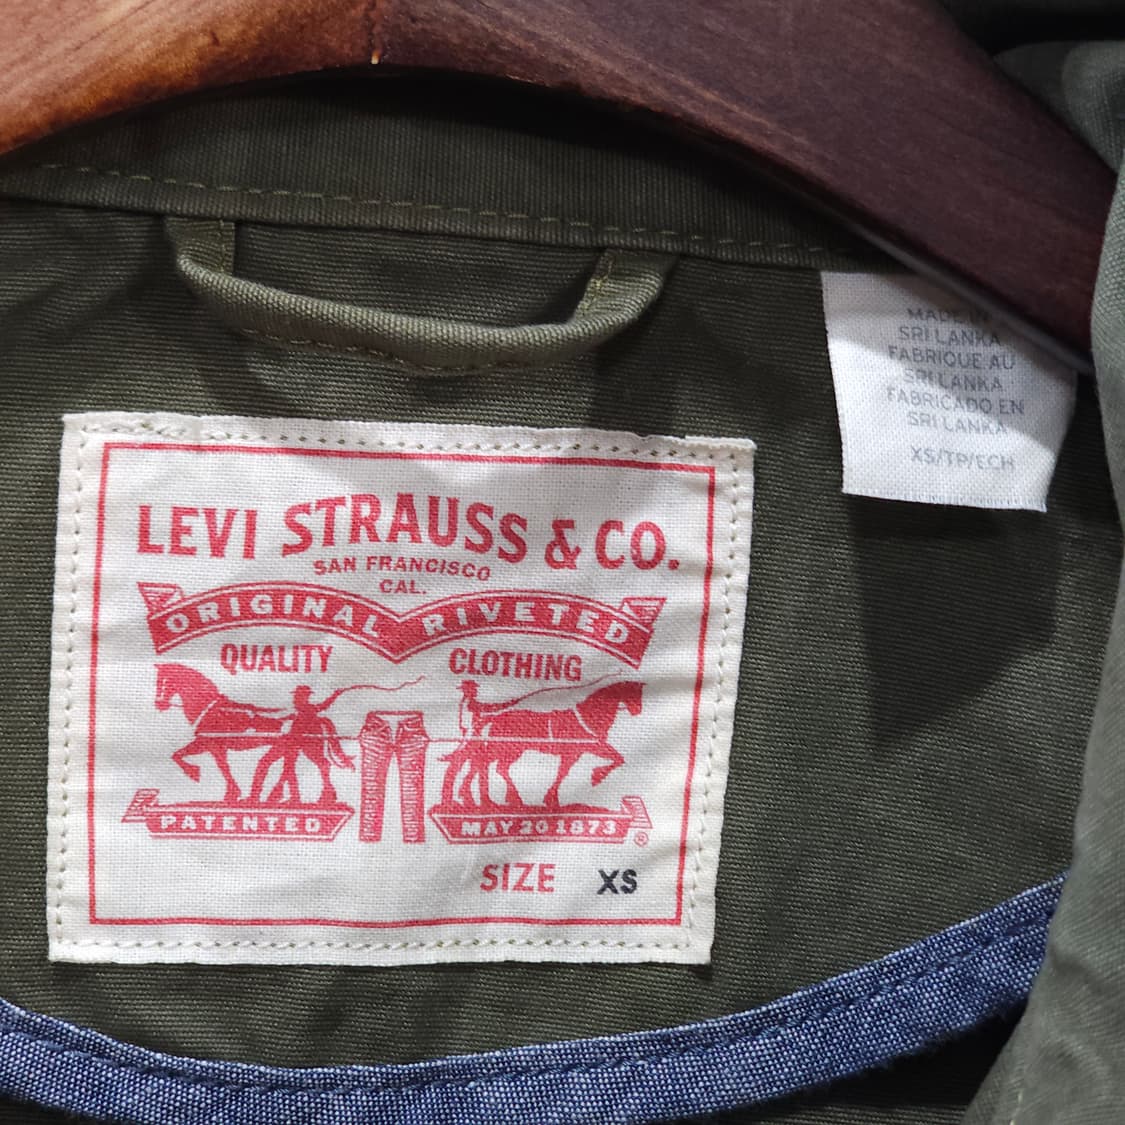 LEVI STRAUSS & CO.
SAN FRANCISCO
CAL.
ORIGINAL RIVETED
QUALITY CLOTHING
PATENTED MAY 20 1873
®
SIZE XS
MADE IN
SRI LANKA
FABRIQUE AU
SRI LANKA
FABRICADO EN
SRI LANKA
XS/TP/ECH